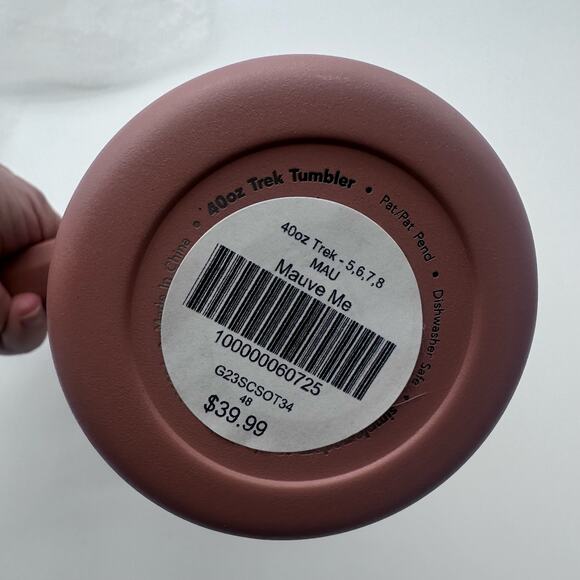 40oz Trek Tumbler • Pat/Pat Pend • Dishwasher Safe •
Made In China •
40oz Trek - 5,6,7,8
MAU
Mauve Me
100000060725
G23SCSOT34
48
$39.99